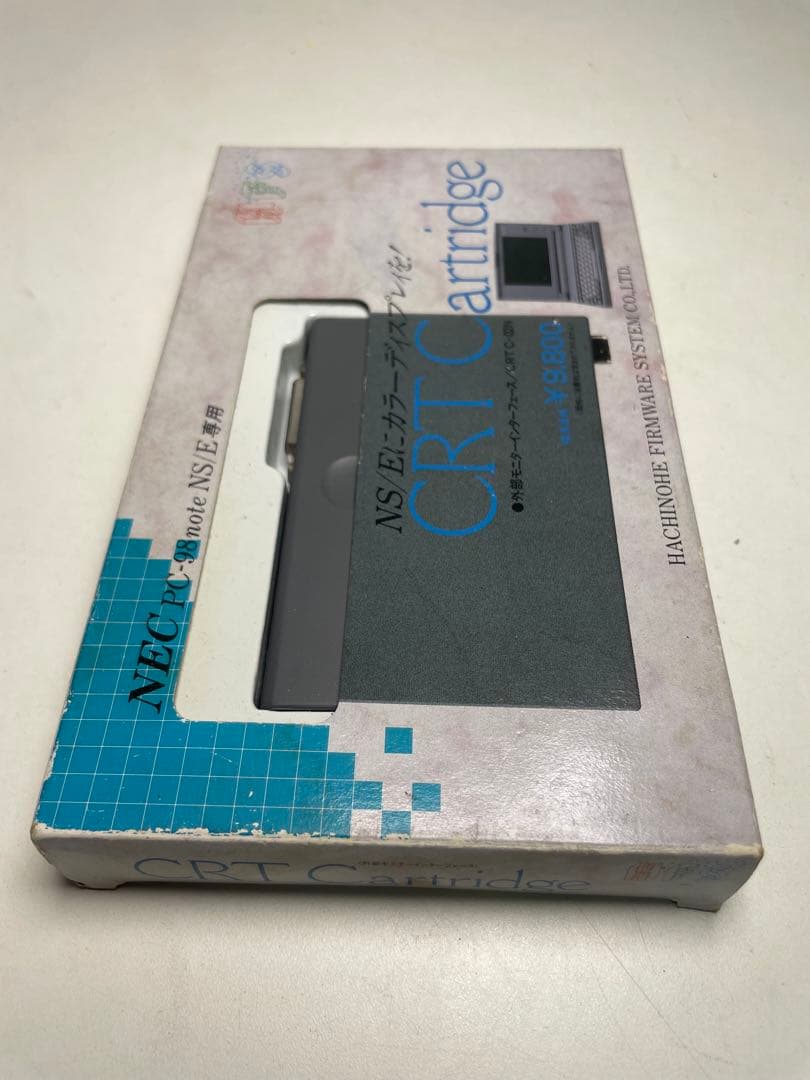 HFS
NEC PC-98note NS/E専用
NS/Eにカラーディスプレイを!
CRT Cartridge
●外部モニターインターフェース/CRT C-02N
¥9,800
HACHINOHE FIRMWARE SYSTEM CO.,LTD.
CRT Cartridge